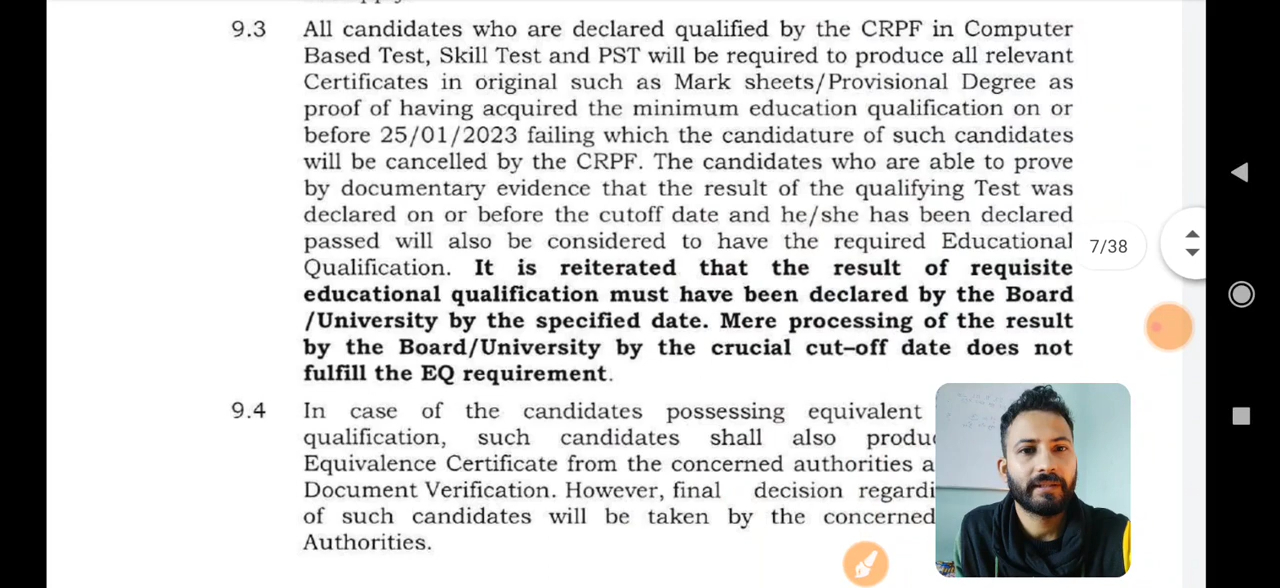 9.3 All candidates who are declared qualified by the CRPF in Computer
Based Test, Skill Test and PST will be required to produce all relevant
Certificates in original such as Mark sheets/Provisional Degree as
proof of having acquired the minimum education qualification on or
before 25/01/2023 failing which the candidature of such candidates
will be cancelled by the CRPF. The candidates who are able to prove
by documentary evidence that the result of the qualifying Test was
declared on or before the cutoff date and he/she has been declared
passed will also be considered to have the required Educational
Qualification. It is reiterated that the result of requisite
educational qualification must have been declared by the Board
/University by the specified date. Mere processing of the result
by the Board/University by the crucial cut-off date does not
fulfill the EQ requirement.
7/38
9.4 In case of the candidates possessing equivalent
qualification, such candidates shall also
Equivalence Certificate from the concerned authorities
Document Verification. However, final decision
of such candidates will be taken by the concerned
Authorities.